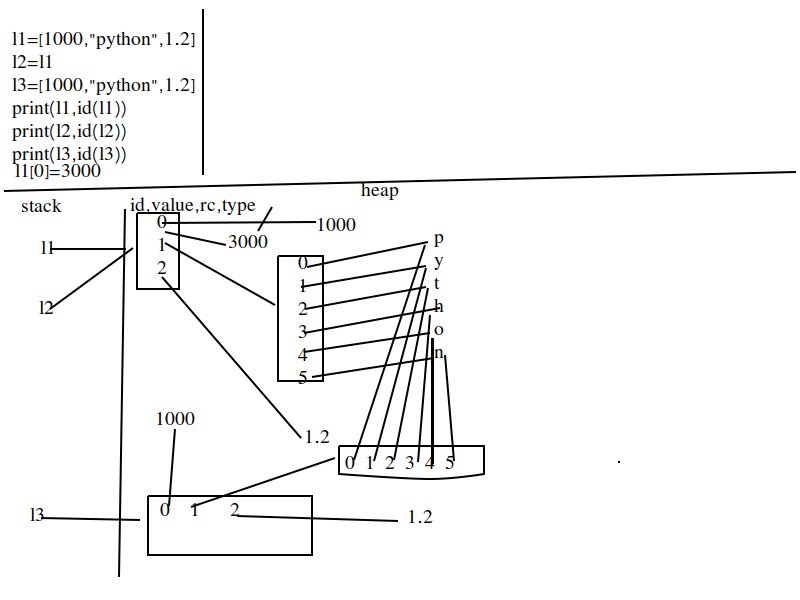 l1=[1000,"python",1.2]
l2=l1
l3=[1000,"python",1.2]
print(l1,id(l1))
print(l2,id(l2))
print(l3,id(l3))
l1[0]=3000
heap
stack
id,value,rc,type
0
1000
3000
l1
1
2
l2
0
1
2
3
4
5
p
y
t
h
o
n
1000
1.2
0 1 2 3 4 5
l3
0 1 2
1.2